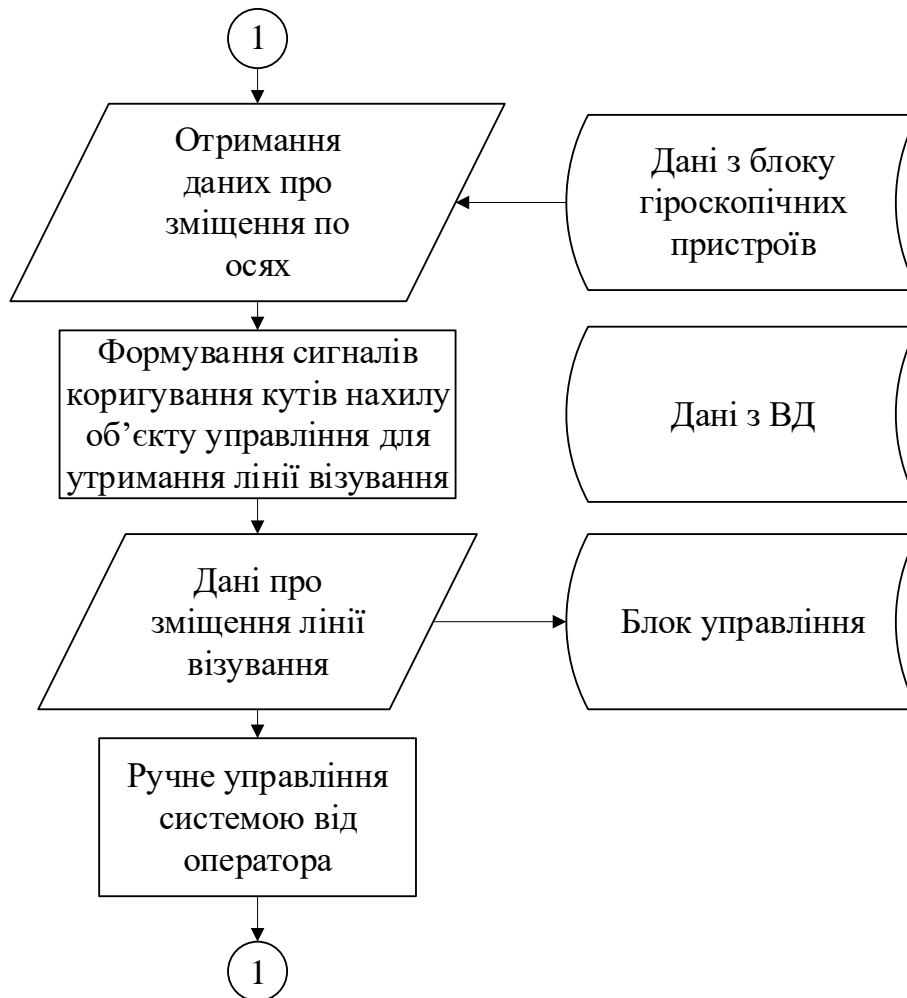 1
Отримання
даних про
зміщення по
осях
Дані з блоку
гіроскопічних
пристроїв
Формування сигналів
коригування кутів нахилу
об’єкту управління для
утримання лінії візування
Дані з ВД
Дані про
зміщення лінії
візування
Блок управління
Ручне управління
системою від
оператора
1